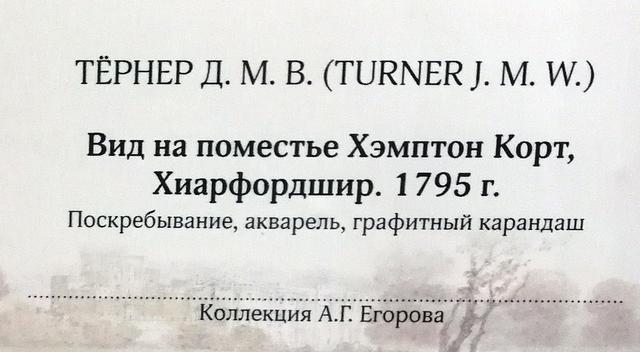 ТЁРНЕР Д. М. В. (TURNER J. M. W.)
Вид на поместье Хэмптон Корт,
Хиарфордшир. 1795 г.
Поскребывание, акварель, графитный карандаш
Коллекция А.Г. Егорова